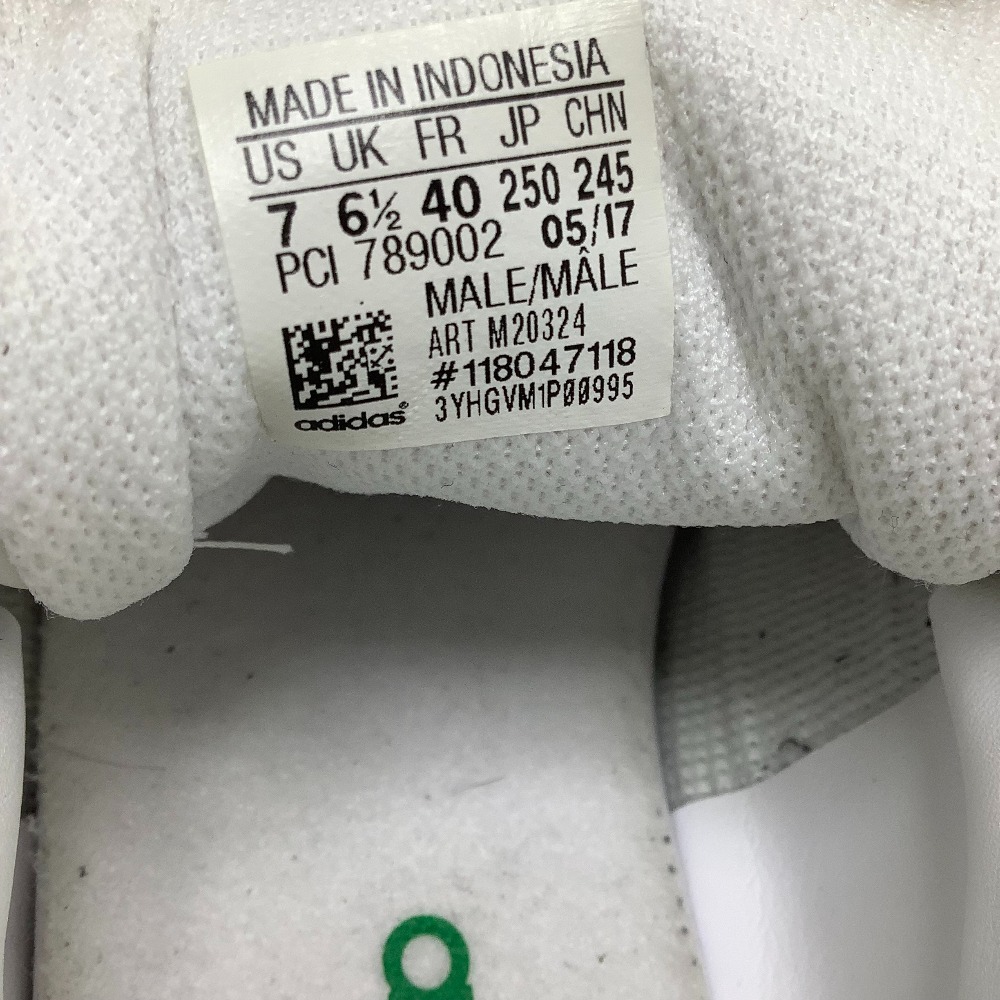 MADE IN INDONESIA
US UK FR JP CHN
7 6½ 40 250 245
PCI 789002 05/17
MALE/MÂLE
ART M20324
#118047118
3YHGVM1P00995
adidas®